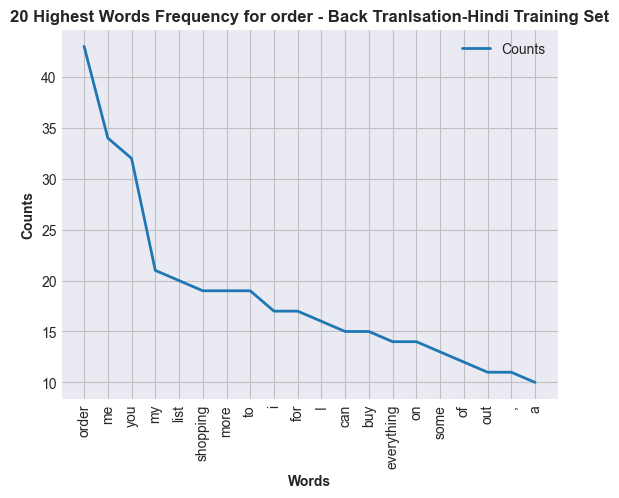 20 Highest Words Frequency for order - Back Tranlsation-Hindi Training Set
Counts
40
35
30
25
20
15
10
Counts
order
me
you
my
list
shopping
more
to
i
for
I
can
buy
everything
on
some
of
out
,
a
Words